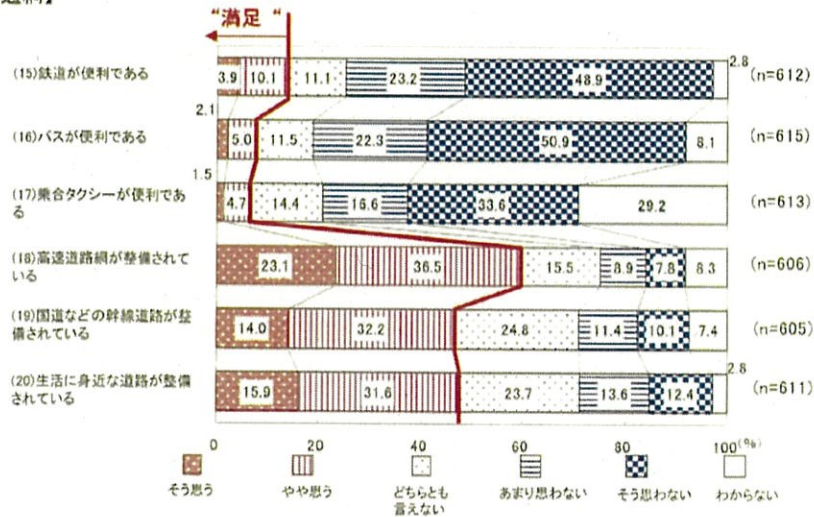 "満足"
(15)鉄道が便利である
3.9 10.1 11.1 23.2 48.9 2.8 (n=612)
(16)バスが便利である
2.1 5.0 11.5 22.3 50.9 8.1 (n=615)
(17)乗合タクシーが便利であ
る
1.5 4.7 14.4 16.6 33.6 29.2 (n=613)
(18)高速道路網が整備されて
いる
23.1 36.5 15.5 8.9 7.8 8.3 (n=606)
(19)国道などの幹線道路が整
備されている
14.0 32.2 24.8 11.4 10.1 7.4 (n=605)
(20)生活に身近な道路が整備
されている
15.9 31.6 23.7 13.6 12.4 2.8 (n=611)
0 20 40 60 80 100(%)
そう思う やや思う どちらとも あまり思わない そう思わない わからない
言えない